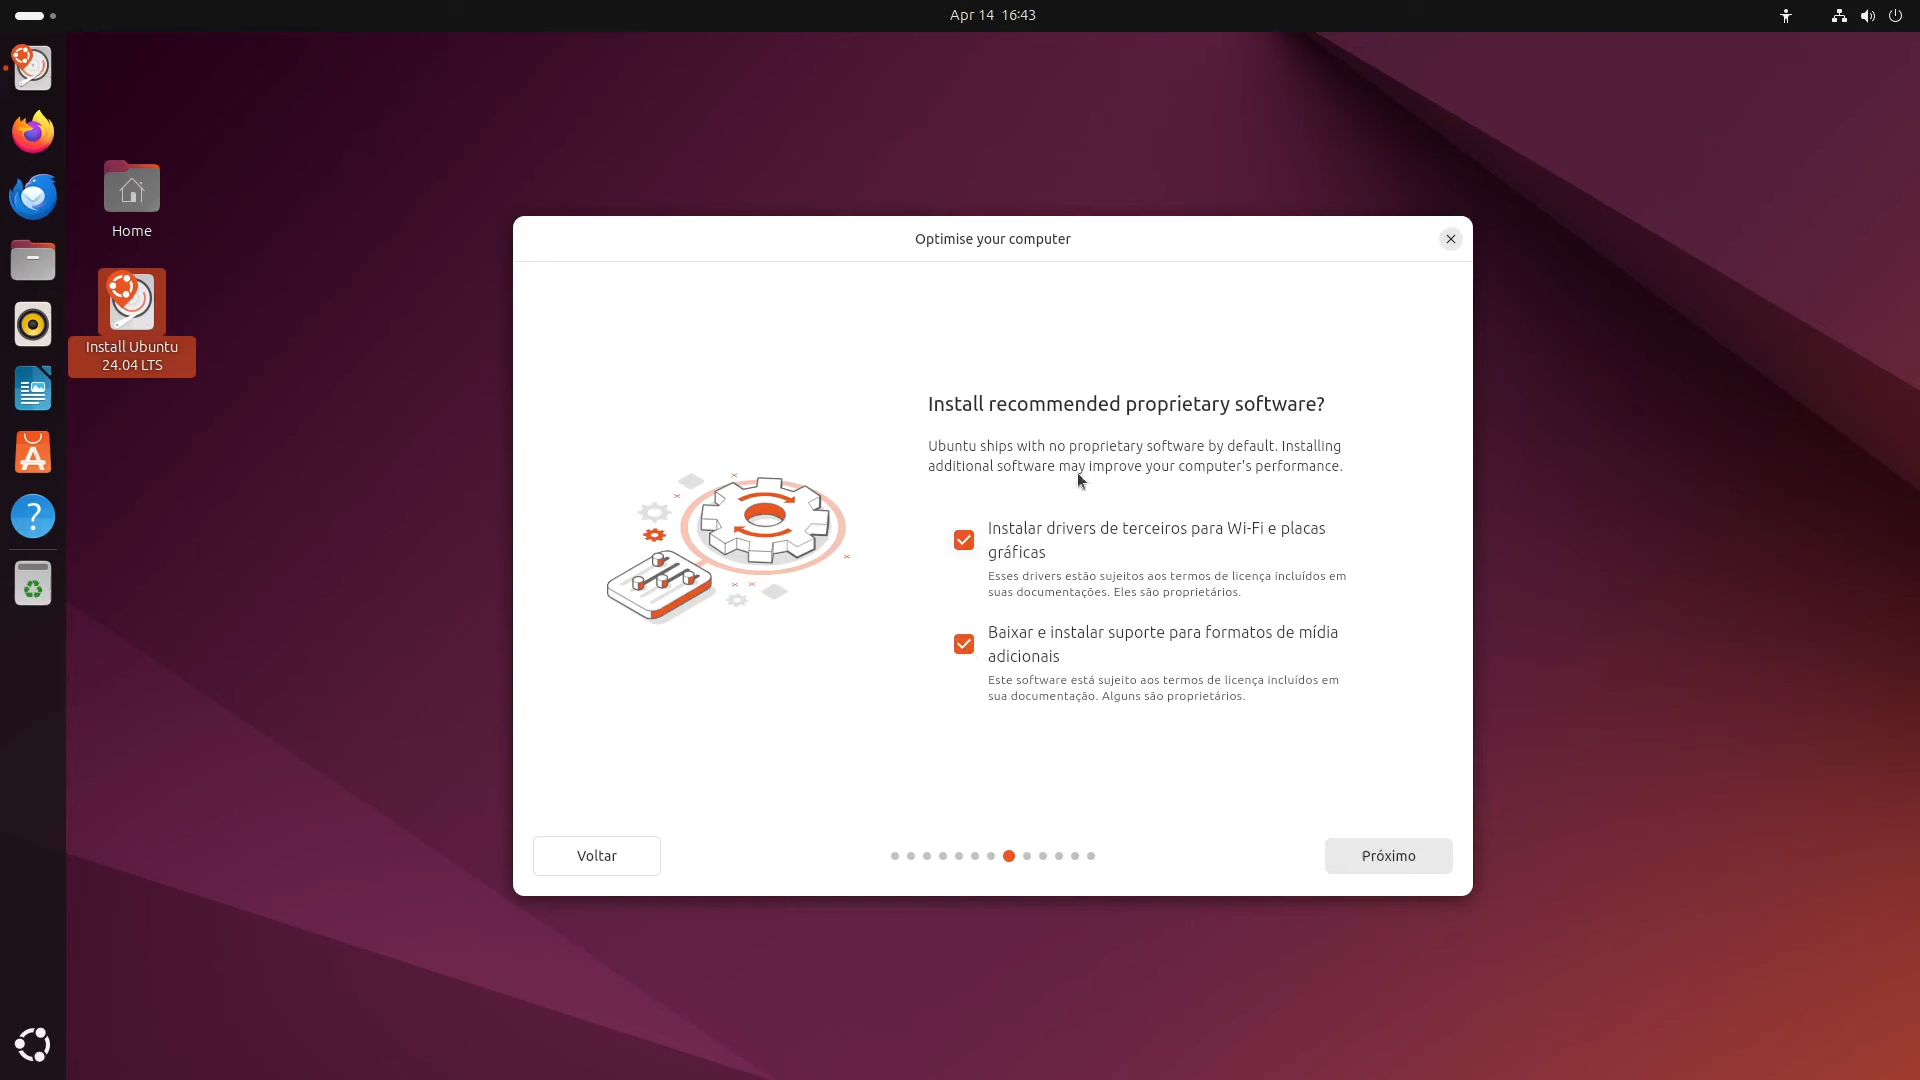 Apr 14 16:43
Home
Install Ubuntu
24.04 LTS
Optimise your computer
Install recommended proprietary software?
Ubuntu ships with no proprietary software by default. Installing
additional software may improve your computer's performance.
Instalar drivers de terceiros para Wi-Fi e placas
gráficas
Esses drivers estão sujeitos aos termos de licença incluídos em
suas documentações. Eles são proprietários.
Baixar e instalar suporte para formatos de mídia
adicionais
Este software está sujeito aos termos de licença incluídos em
sua documentação. Alguns são proprietários.
Voltar
Próximo